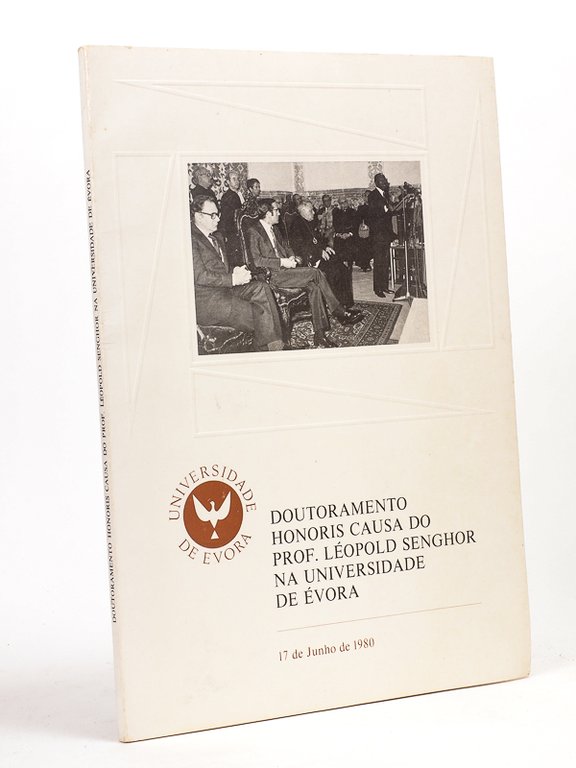 DOUTORAMENTO HONORIS CAUSA DO PROF. LÉOPOLD SENGHOR NA UNIVERSIDADE DE ÉVORA
UNIVERSIDADE
DE EVORA
DOUTORAMENTO
HONORIS CAUSA DO
PROF. LÉOPOLD SENGHOR
NA UNIVERSIDADE
DE ÉVORA
17 de Junho de 1980